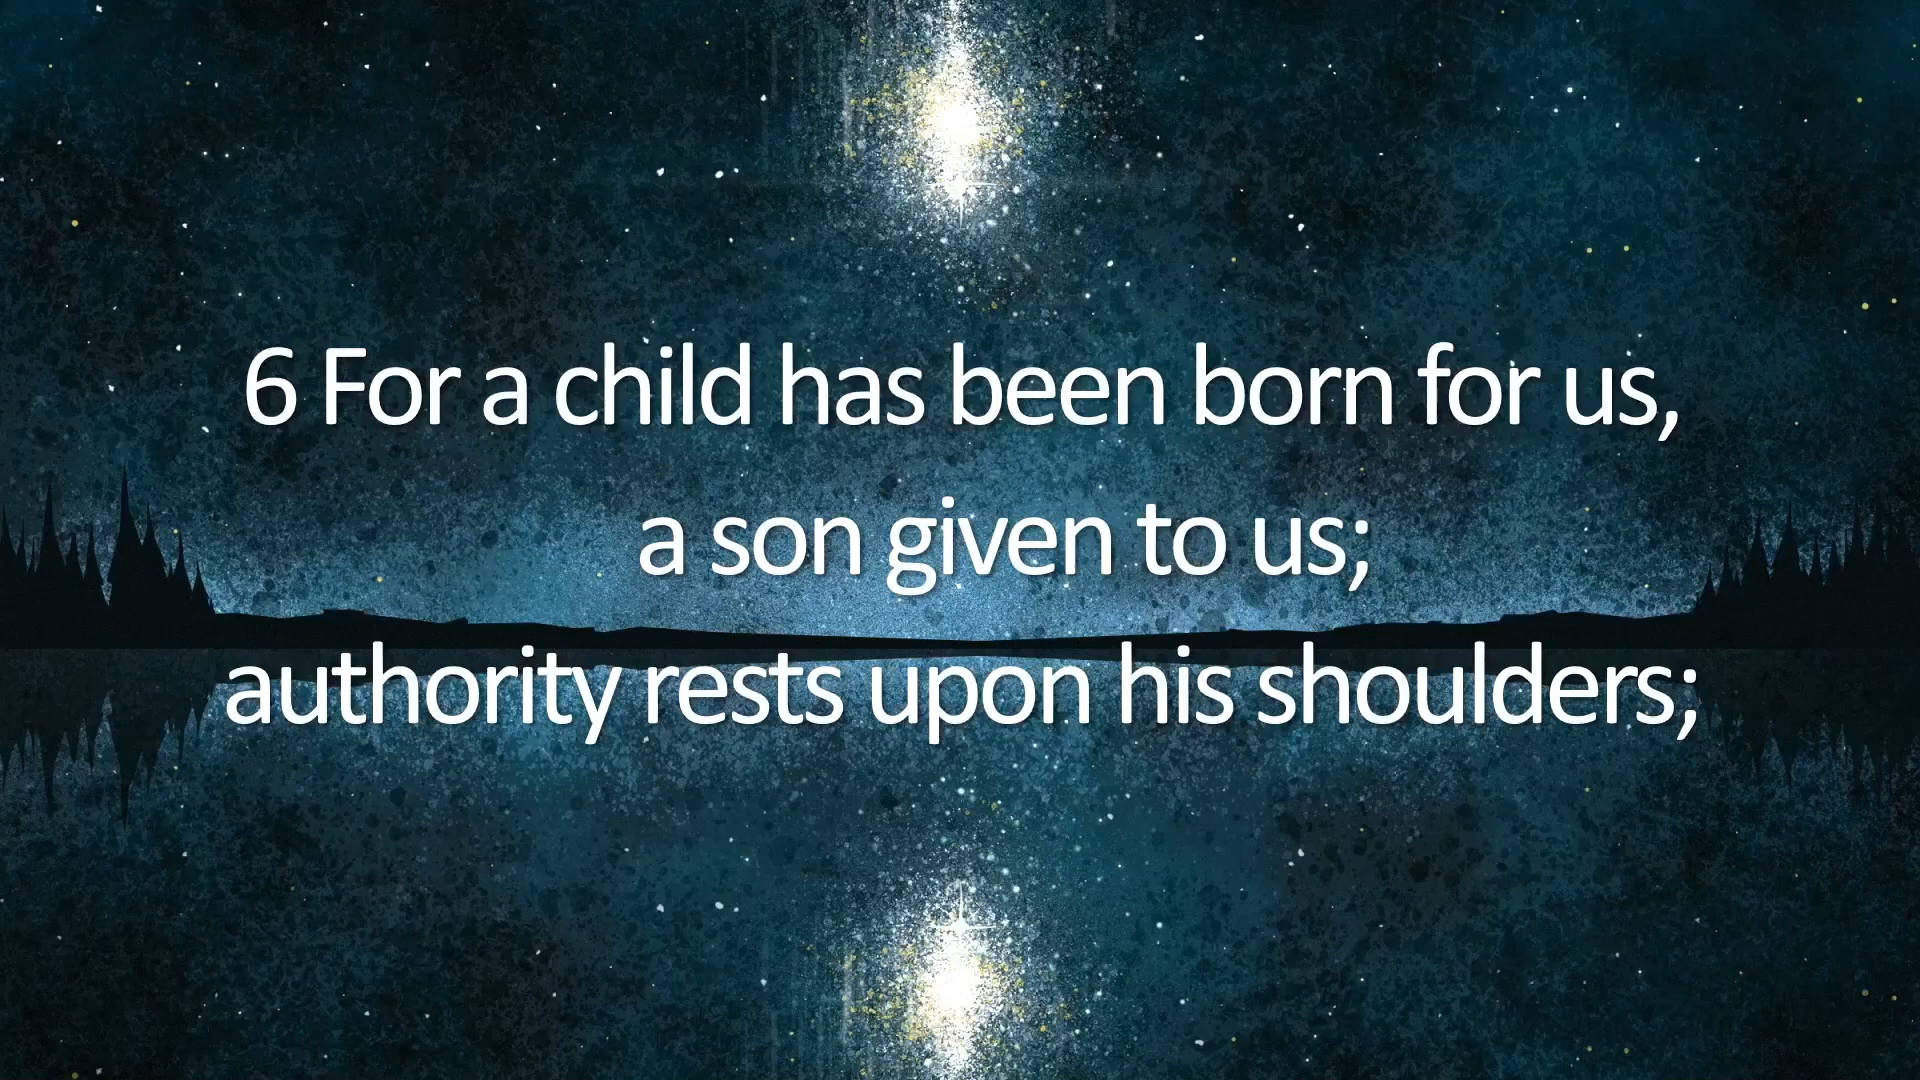 6 For a child has been born for us,
a son given to us;
authority rests upon his shoulders;